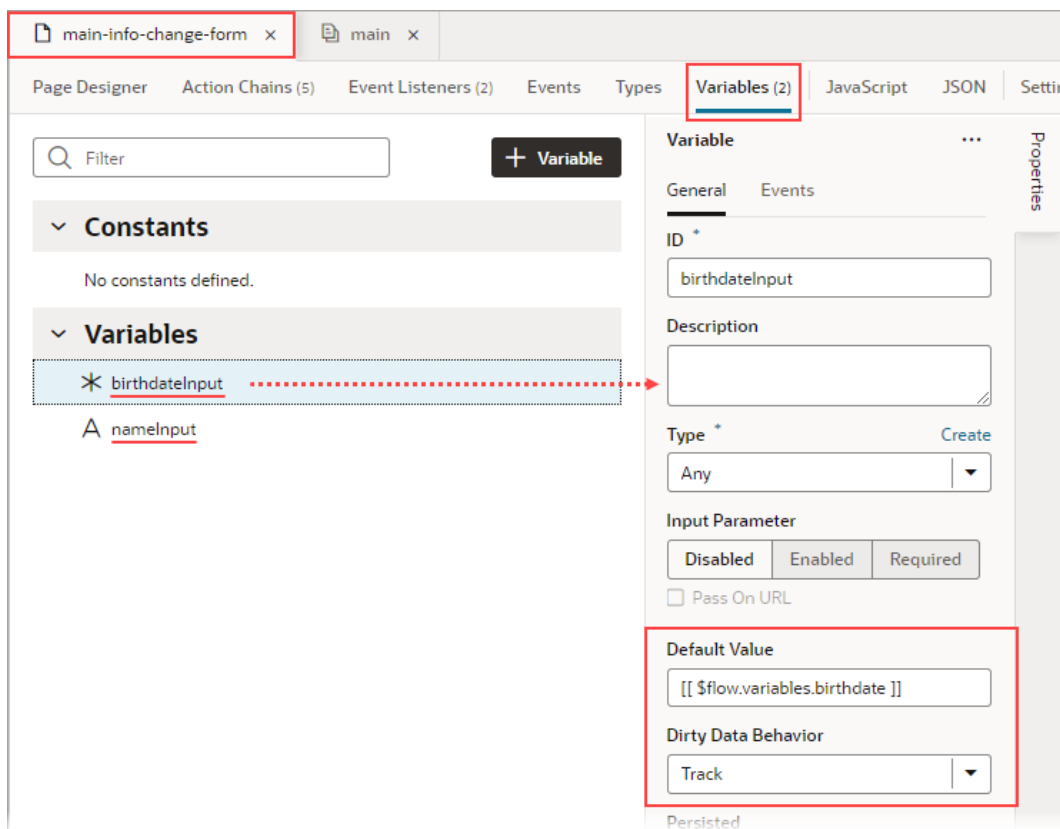 main-info-change-form × main ×
Page Designer Action Chains (5) Event Listeners (2) Events Types Variables (2) JavaScript JSON Settin
Filter
+ Variable
Constants
No constants defined.
Variables
birthdateInput
A nameInput
Variable ...
General Events
ID *
birthdateInput
Description
Type * Create
Any
Input Parameter
Disabled Enabled Required
Pass On URL
Default Value
[[ $flow.variables.birthdate ]]
Dirty Data Behavior
Track
Persisted
Properties